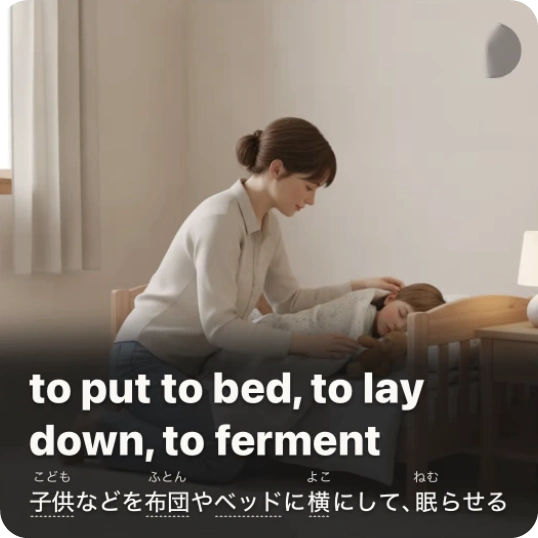 to put to bed, to lay
down, to ferment
こども ふとん よこ ねむ
子供などを布団やベッドに横にして、眠らせる